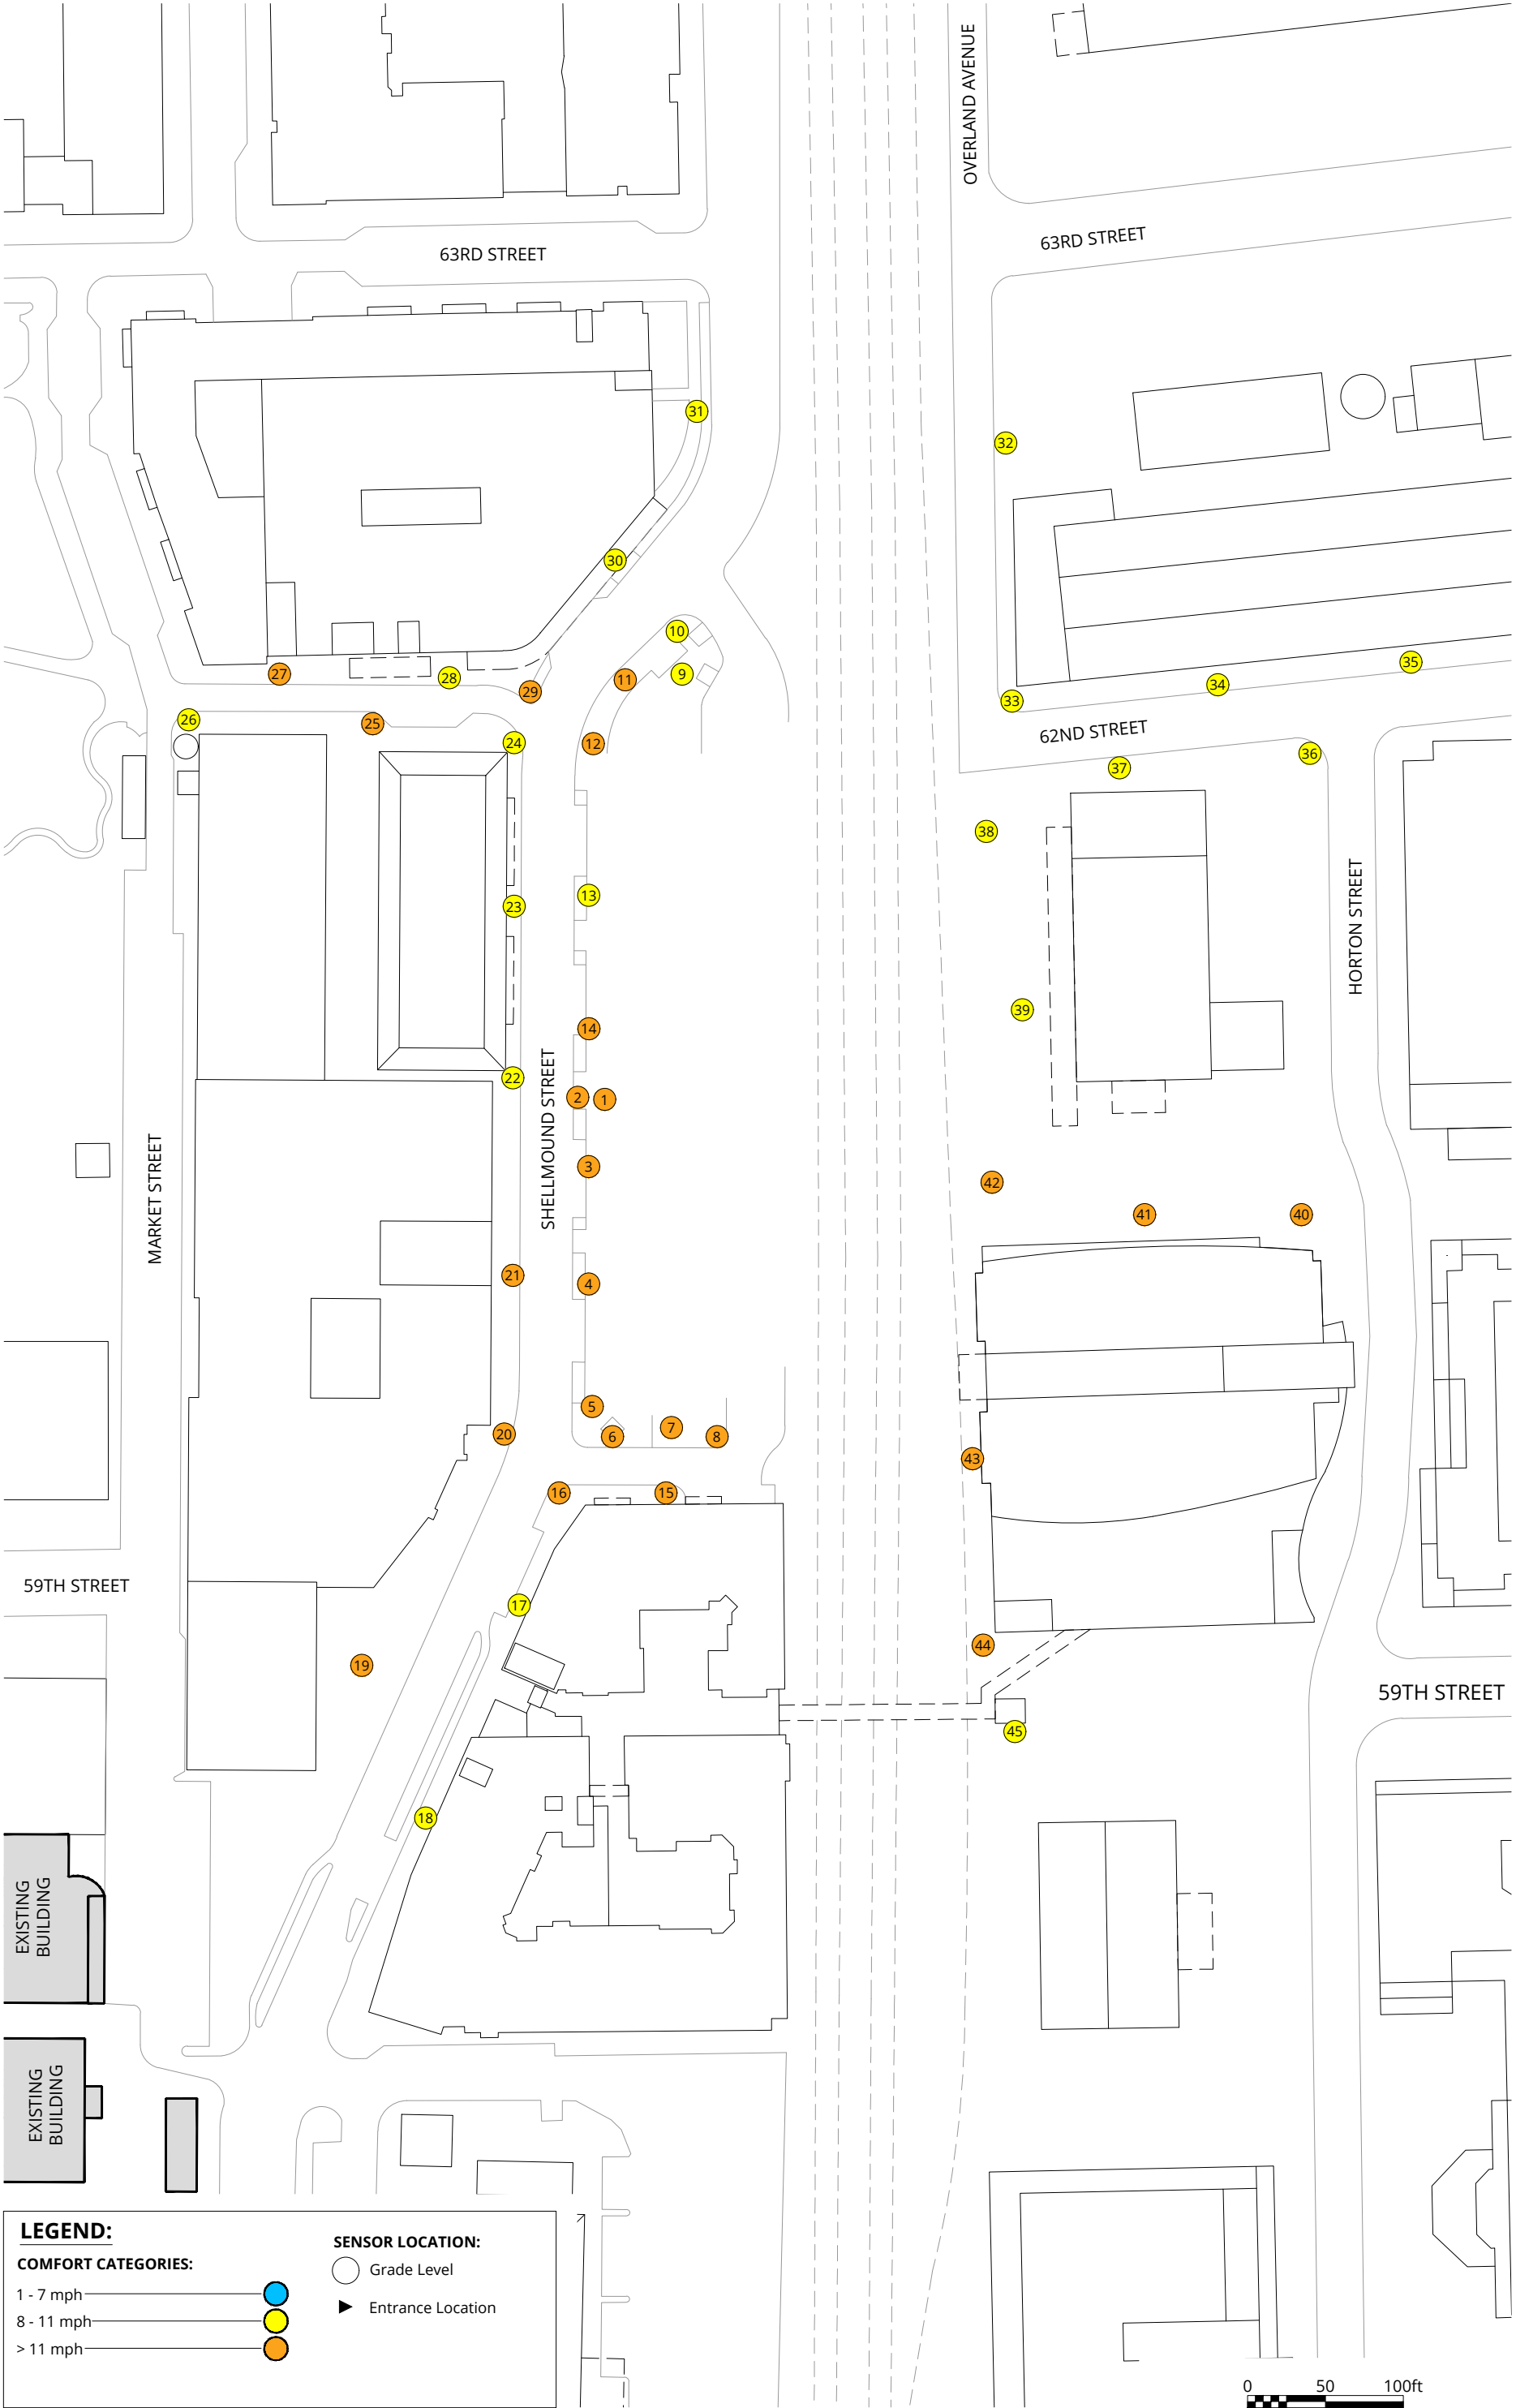 OVERLAND AVENUE
63RD STREET
63RD STREET
31
32
30
10
9
35
27
28
11
34
29
33
26
25
62ND STREET
24
12
36
37
38
HORTON STREET
13
23
39
14
22
SHELLMOUND STREET
2
1
MARKET STREET
3
42
41
40
21
4
5
7
20
6
8
43
16
15
59TH STREET
17
44
19
59TH STREET
45
18
EXISTING
BUILDING
EXISTING
BUILDING
LEGEND:
COMFORT CATEGORIES:
1 - 7 mph
8 - 11 mph
> 11 mph
SENSOR LOCATION:
Grade Level
Entrance Location
0 50 100ft